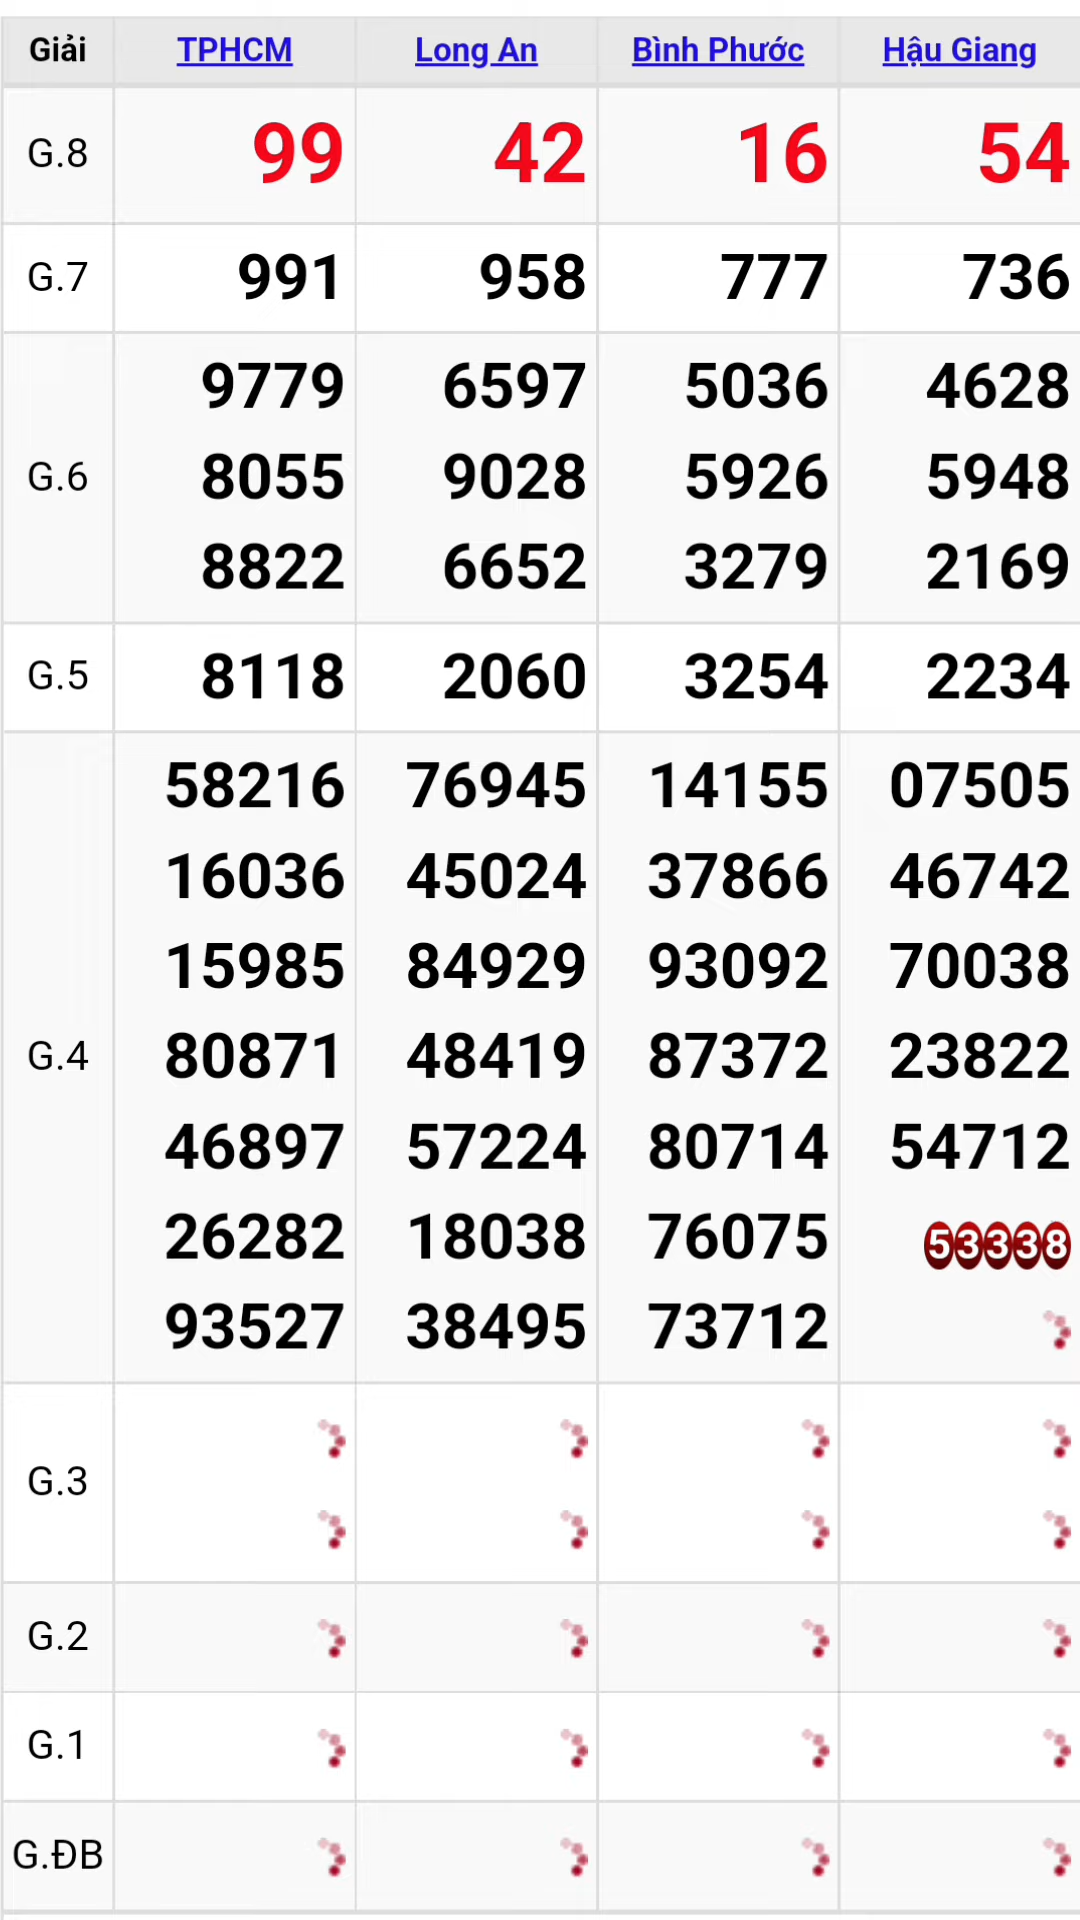 Giải TPHCM Long An Bình Phước Hậu Giang
G.8 99 42 16 54
G.7 991 958 777 736
9779 6597 5036 4628
G.6 8055 9028 5926 5948
8822 6652 3279 2169
G.5 8118 2060 3254 2234
58216 76945 14155 07505
16036 45024 37866 46742
15985 84929 93092 70038
G.4 80871 48419 87372 23822
46897 57224 80714 54712
26282 18038 76075 53338
93527 38495 73712
G.3
G.2
G.1
G.ĐB